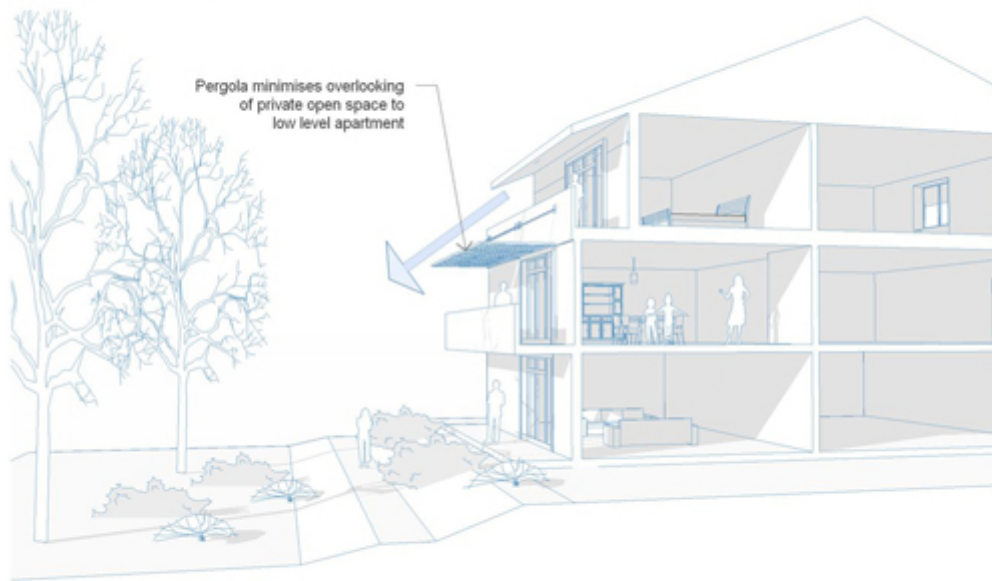 Pergola minimises overlooking
of private open space to
low level apartment